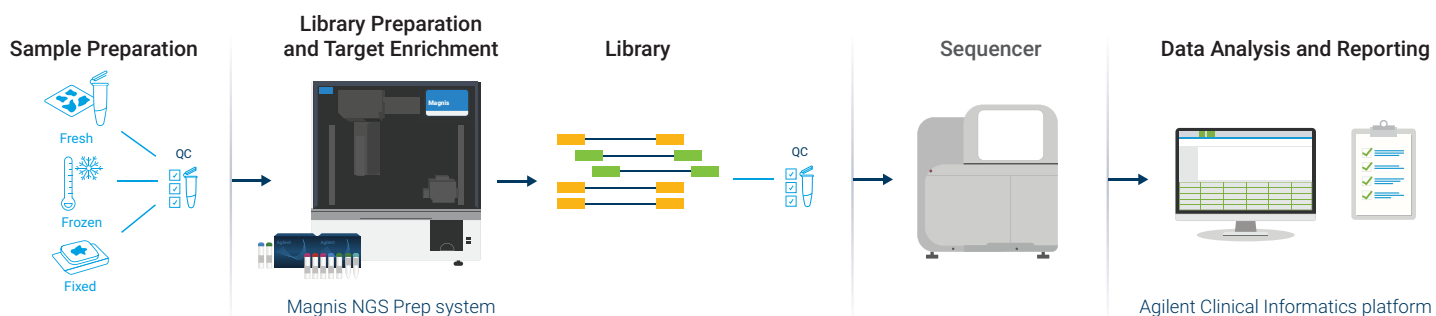 Sample Preparation
Library Preparation
and Target Enrichment
Library
Sequencer
Data Analysis and Reporting
Fresh
Frozen
Fixed
QC
Magnis
QC
Magnis NGS Prep system
Agilent Clinical Informatics platform